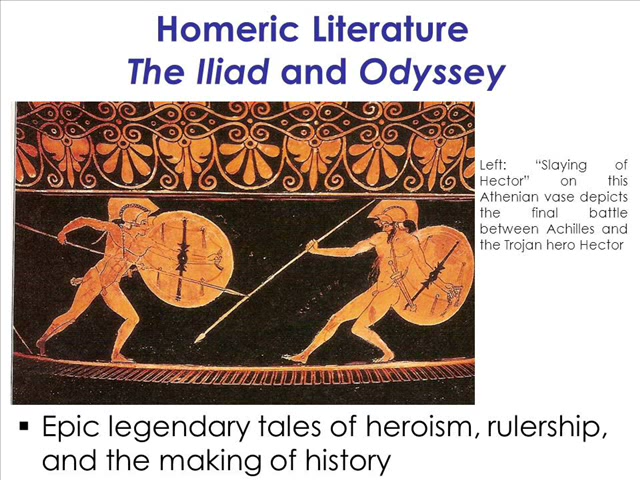 Homeric Literature
The Iliad and Odyssey
Left: “Slaying of
Hector” on this
Athenian vase depicts
the final battle
between Achilles and
the Trojan hero Hector
▪ Epic legendary tales of heroism, rulership,
and the making of history